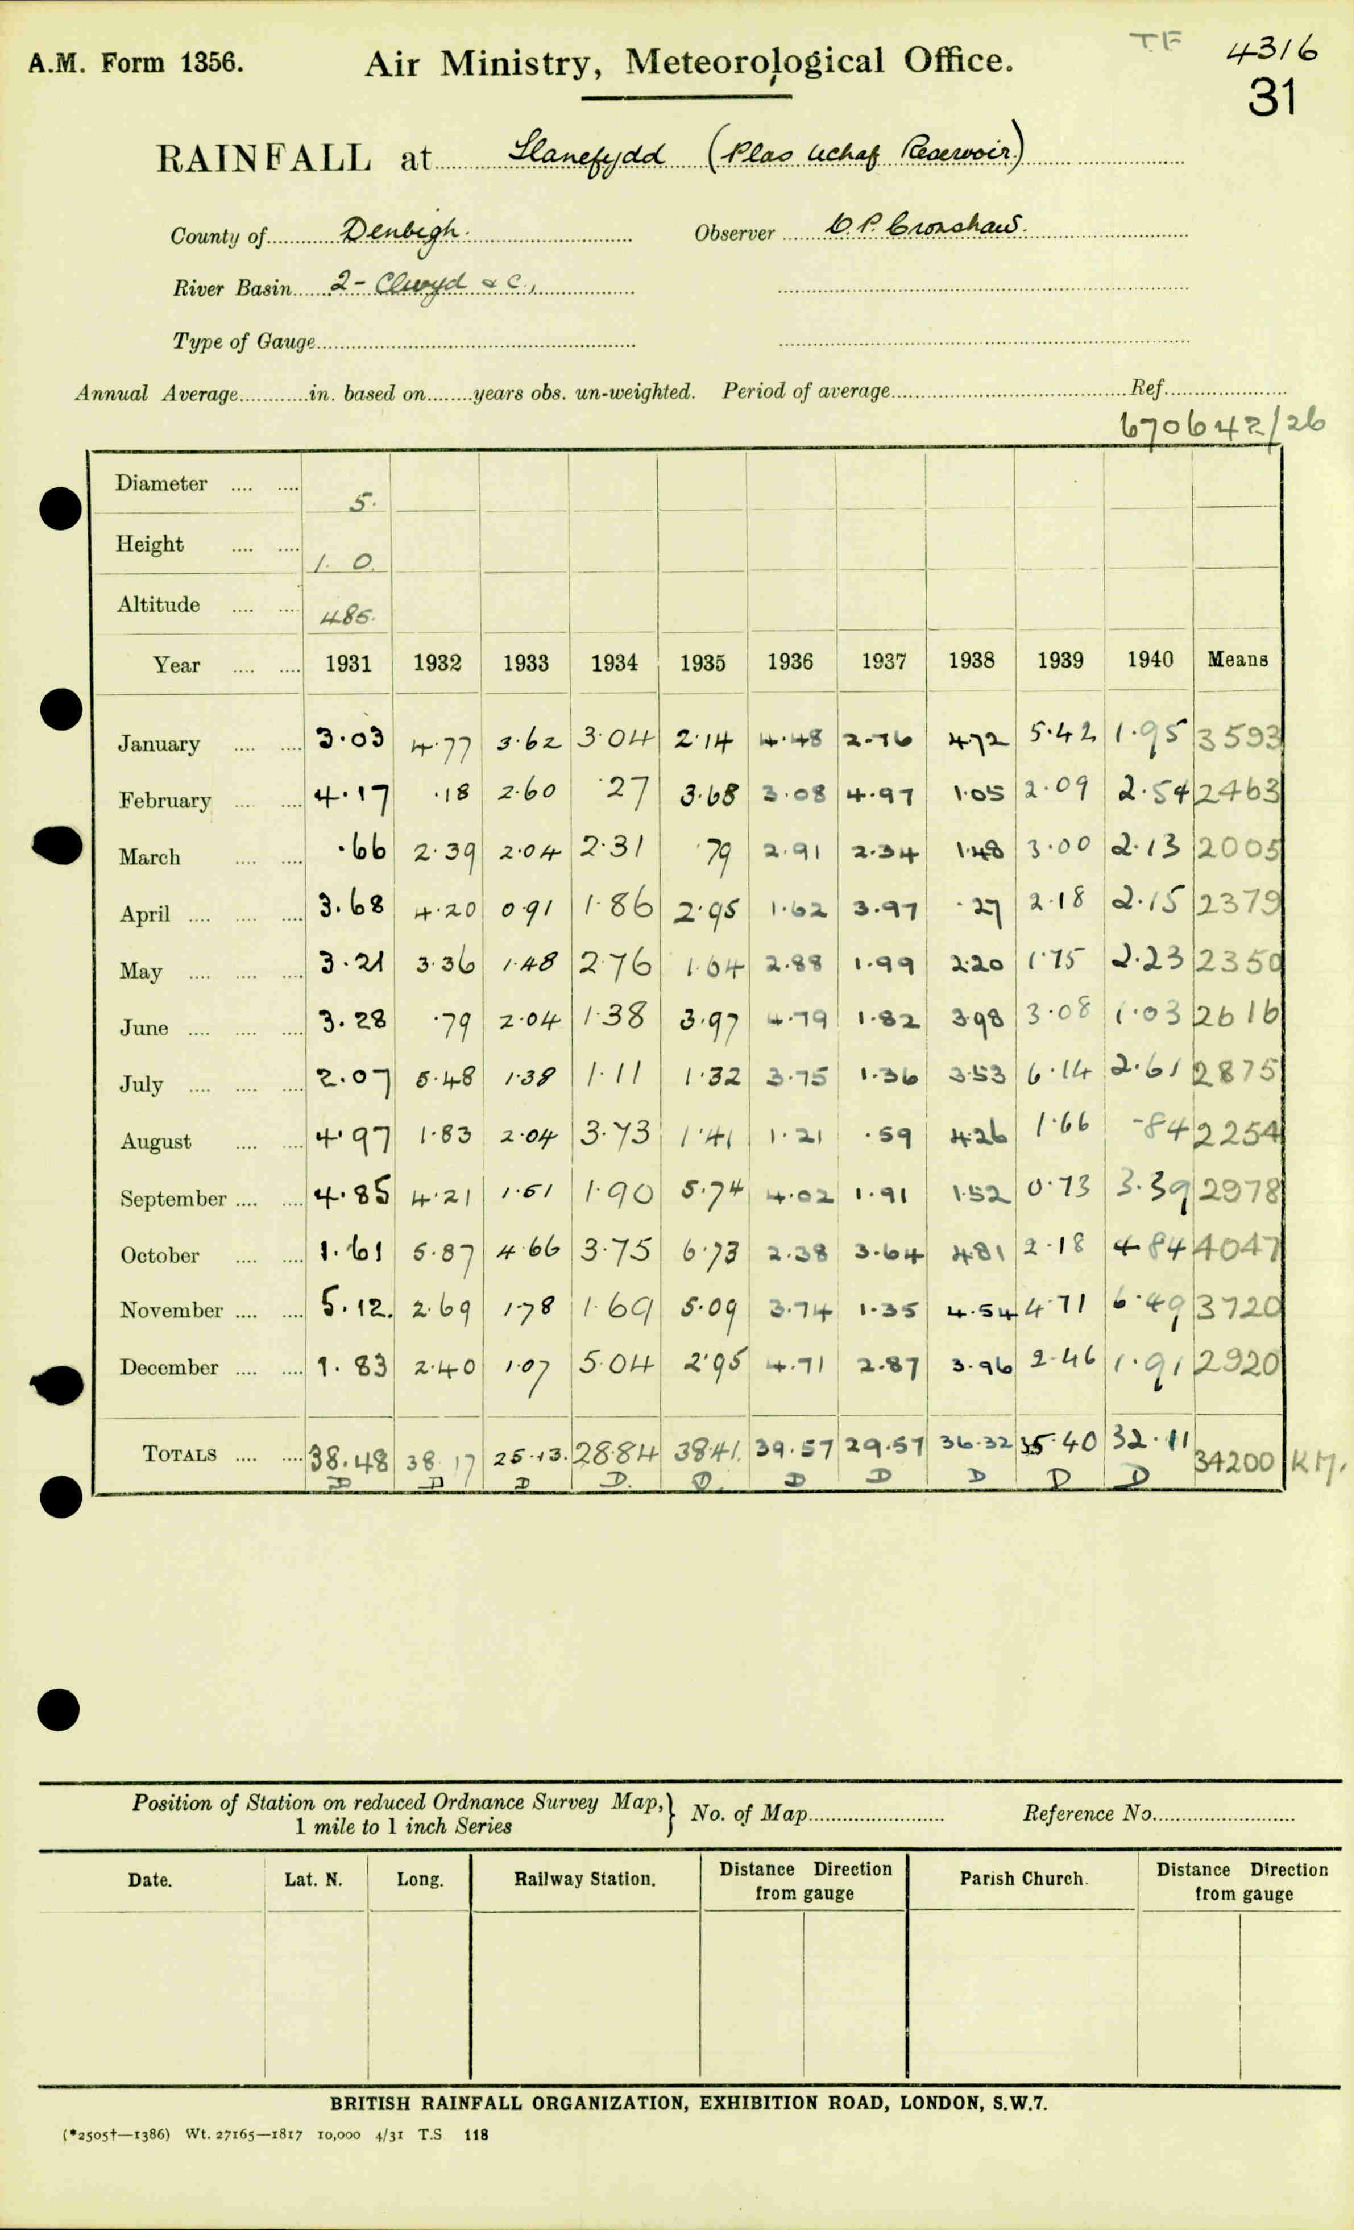 TF 4316
A.M. Form 1356. Air Ministry, Meteorological Office. 31
RAINFALL at Llanefydd (Plas Uchaf Reservoir)
County of Denbigh. Observer O.P. Cronshaw.
River Basin 2 - Clwyd & C.,
Type of Gauge
Annual Average in. based on years obs. un-weighted. Period of average Ref.
670642/26
Diameter 5.
Height 1. 0.
Altitude 485.
Year 1931 1932 1933 1934 1935 1936 1937 1938 1939 1940 Means
January 3.03 4.77 3.62 3.04 2.14 4.48 2.76 4.72 5.42 1.95 3593
February 4.17 .18 2.60 .27 3.68 3.08 4.97 1.05 2.09 2.54 2463
March .66 2.39 2.04 2.31 .79 2.91 2.34 1.48 3.00 2.13 2005
April 3.68 4.20 0.91 1.86 2.95 1.62 3.97 .27 2.18 2.15 2379
May 3.21 3.36 1.48 2.76 1.64 2.88 1.99 2.20 1.75 2.23 2350
June 3.28 .79 2.04 1.38 3.97 4.79 1.82 3.98 3.08 1.03 2616
July 2.07 5.48 1.38 1.11 1.32 3.75 1.36 3.53 6.14 2.61 2875
August 4.97 1.83 2.04 3.73 1.41 1.21 .59 4.26 1.66 .84 2254
September 4.85 4.21 1.51 1.90 5.74 4.02 1.91 1.52 0.73 3.39 2978
October 1.61 5.87 4.66 3.75 6.73 2.38 3.64 4.81 2.18 4.84 4047
November 5.12. 2.69 1.78 1.69 5.09 3.74 1.35 4.54 4.71 6.49 3720
December 1.83 2.40 1.07 5.04 2.95 4.71 2.87 3.96 2.46 1.91 2920
TOTALS 38.48 38.17 25.13. 28.84 38.41. 39.57 29.57 36.32 35.40 32.11 34200 KM.
D D D D. D. D D D D D
Position of Station on reduced Ordnance Survey Map, No. of Map Reference No.
1 mile to 1 inch Series
Date. Lat. N. Long. Railway Station. Distance Direction from gauge Parish Church. Distance Direction from gauge
BRITISH RAINFALL ORGANIZATION, EXHIBITION ROAD, LONDON, S.W.7.
(*2505†—1386) Wt. 27165—1817 10,000 4/31 T.S 118